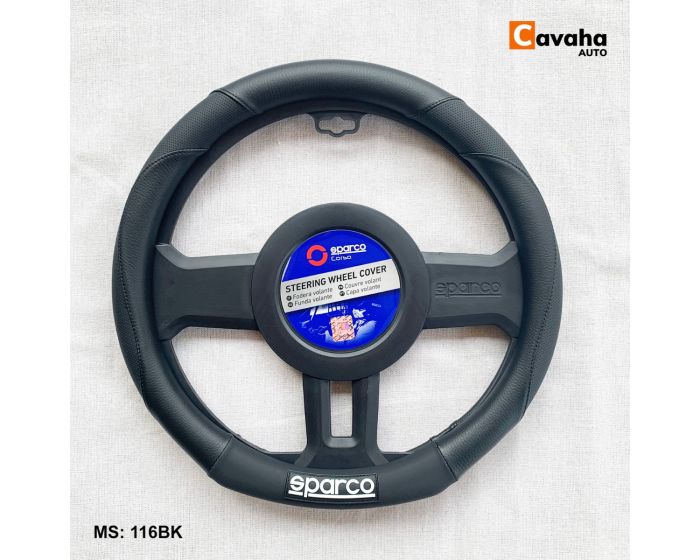 Cavaha
AUTO
sparco
Corsa
STEERING WHEEL COVER
Fodera volante
Couvre volant
Funda volante
Capa volante
sparco
sparco
MS: 116BK